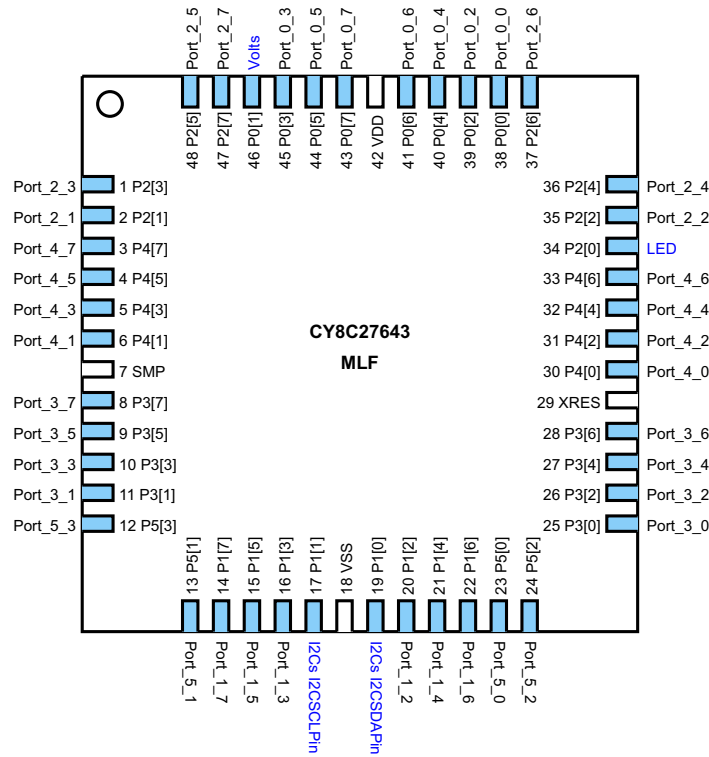 Port_2_5
Port_2_7
Volts
Port_0_3
Port_0_5
Port_0_7
Port_0_6
Port_0_4
Port_0_2
Port_0_0
Port_2_6
48 P2[5]
47 P2[7]
46 P0[1]
45 P0[3]
44 P0[5]
43 P0[7]
42 VDD
41 P0[6]
40 P0[4]
39 P0[2]
38 P0[0]
37 P2[6]
Port_2_3 1 P2[3]
Port_2_1 2 P2[1]
Port_4_7 3 P4[7]
Port_4_5 4 P4[5]
Port_4_3 5 P4[3]
Port_4_1 6 P4[1]
7 SMP
Port_3_7 8 P3[7]
Port_3_5 9 P3[5]
Port_3_3 10 P3[3]
Port_3_1 11 P3[1]
Port_5_3 12 P5[3]
CY8C27643
MLF
36 P2[4] Port_2_4
35 P2[2] Port_2_2
34 P2[0] LED
33 P4[6] Port_4_6
32 P4[4] Port_4_4
31 P4[2] Port_4_2
30 P4[0] Port_4_0
29 XRES
28 P3[6] Port_3_6
27 P3[4] Port_3_4
26 P3[2] Port_3_2
25 P3[0] Port_3_0
13 P5[1]
14 P1[7]
15 P1[5]
16 P1[3]
17 P1[1]
18 VSS
19 P1[0]
20 P1[2]
21 P1[4]
22 P1[6]
23 P5[0]
24 P5[2]
Port_5_1
Port_1_7
Port_1_5
Port_1_3
I2Cs I2CSCLPin
I2Cs I2CSDAPin
Port_1_2
Port_1_4
Port_1_6
Port_5_0
Port_5_2